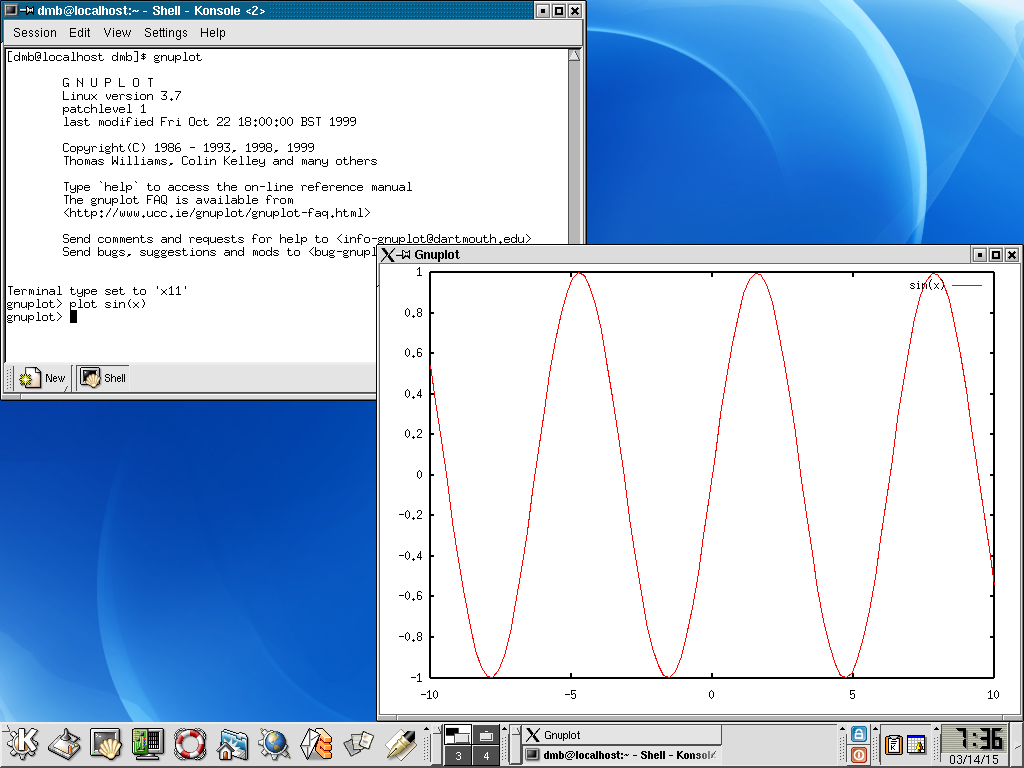 dmb@localhost:~ - Shell - Konsole <2>
Session Edit View Settings Help
[dmb@localhost dmb]$ gnuplot
G N U P L O T
Linux version 3.7
patchlevel 1
last modified Fri Oct 22 18:00:00 BST 1999
Copyright(C) 1986 - 1993, 1998, 1999
Thomas Williams, Colin Kelley and many others
Type `help` to access the on-line reference manual
The gnuplot FAQ is available from
<http://www.ucc.ie/gnuplot/gnuplot-faq.html>
Send comments and requests for help to <info-gnuplot@dartmouth.edu>
Send bugs, suggestions and mods to <bug-gnupl
Terminal type set to 'x11'
gnuplot> plot sin(x)
gnuplot>
New Shell
Gnuplot
sin(x)
1
0.8
0.6
0.4
0.2
0
-0.2
-0.4
-0.6
-0.8
-1
-10 -5 0 5 10
3 4
Gnuplot
dmb@localhost:~ - Shell - Konsol
7:36
03/14/15